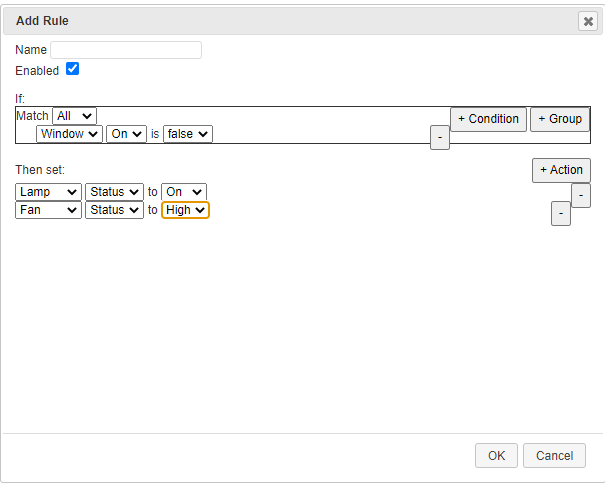 Add Rule
Name
Enabled
If:
Match All + Condition + Group
Window On is false -
Then set:
+ Action
Lamp Status to On -
Fan Status to High -
OK Cancel